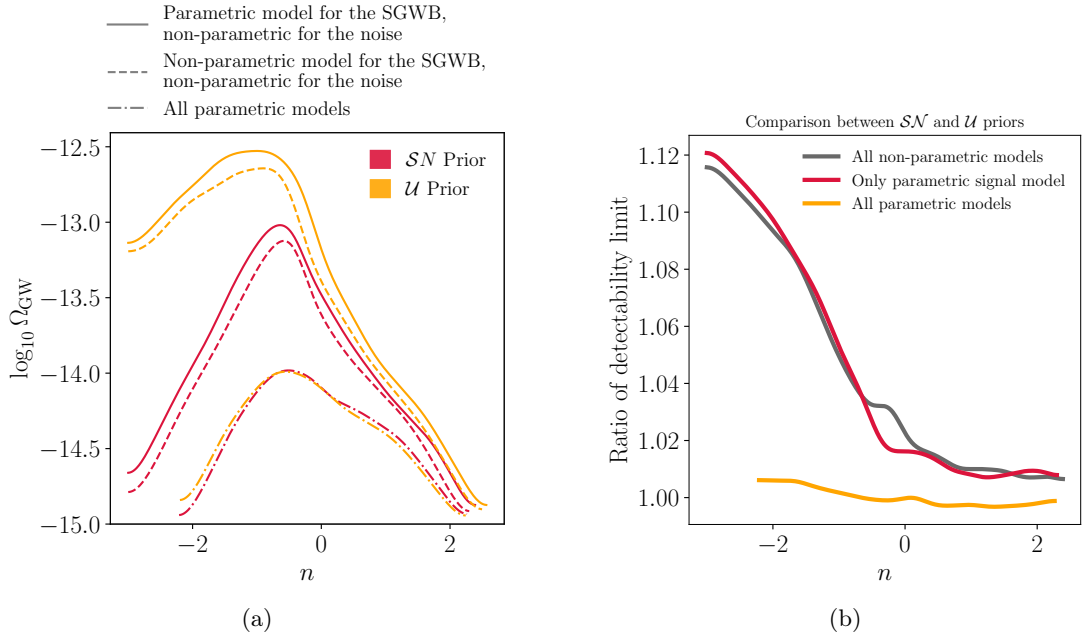 Parametric model for the SGWB,
non-parametric for the noise
Non-parametric model for the SGWB,
non-parametric for the noise
All parametric models
−12.5
−13.0
−13.5
−14.0
−14.5
−15.0
log₁₀ Ω_GW
𝒮N Prior
𝒰 Prior
−2
0
2
n
(a)
Comparison between 𝒮𝒩 and 𝒰 priors
1.12
1.10
1.08
1.06
1.04
1.02
1.00
Ratio of detectability limit
All non-parametric models
Only parametric signal model
All parametric models
−2
0
2
n
(b)